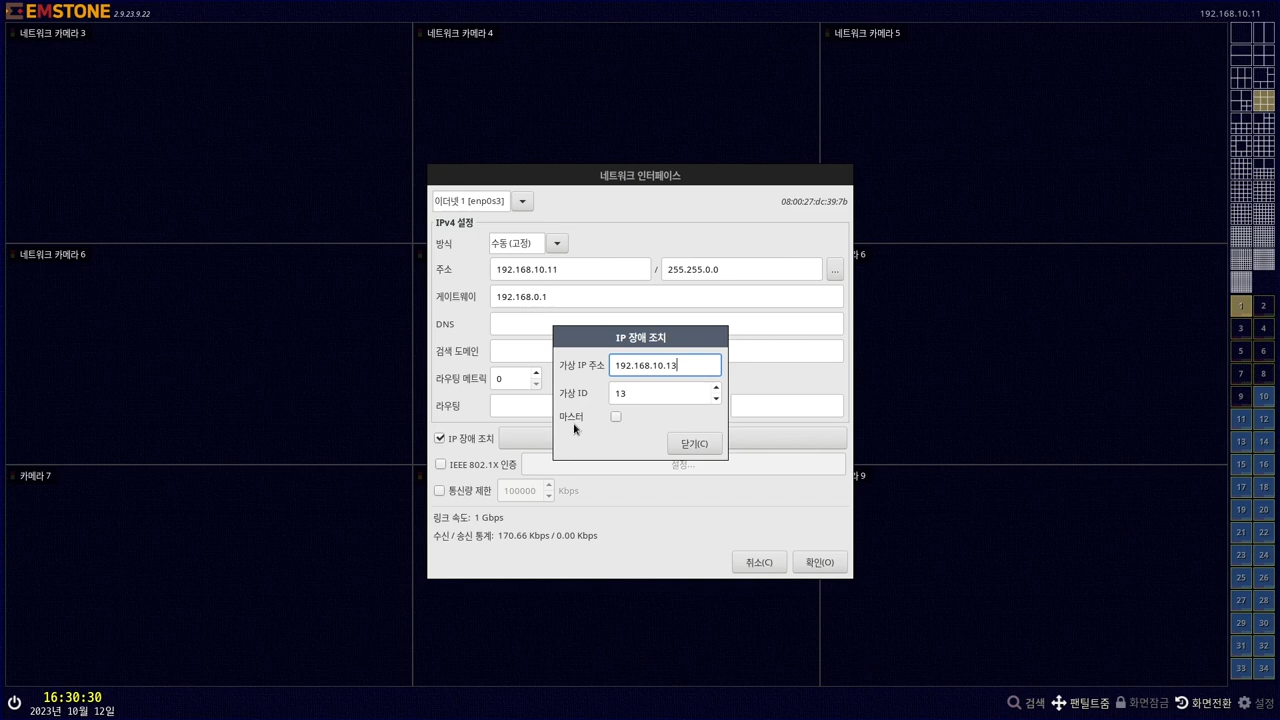 EMSTONE 2.9.23.9.22
192.168.10.11
네트워크 카메라 3
네트워크 카메라 4
네트워크 카메라 5
네트워크 인터페이스
이더넷 1 [enp0s3]
08:00:27:dc:39:7b
IPv4 설정
방식
수동 (고정)
네트워크 카메라 6
6
주소
192.168.10.11 / 255.255.0.0 ...
게이트웨이
192.168.0.1
DNS
IP 장애 조치
검색 도메인
가상 IP 주소
192.168.10.13
라우팅 메트릭
0
가상 ID
13
라우팅
마스터
IP 장애 조치
닫기(C)
IEEE 802.1X 인증
설정...
카메라 7
9
통신량 제한
100000
Kbps
링크 속도: 1 Gbps
수신 / 송신 통계: 170.66 Kbps / 0.00 Kbps
취소(C)
확인(O)
1 2
3 4
5 6
7 8
9 10
11 12
13 14
15 16
17 18
19 20
21 22
23 24
25 26
27 28
29 30
31 32
33 34
16:30:30
2023년 10월 12일
검색
팬틸트줌
화면잠금
화면전환
설정